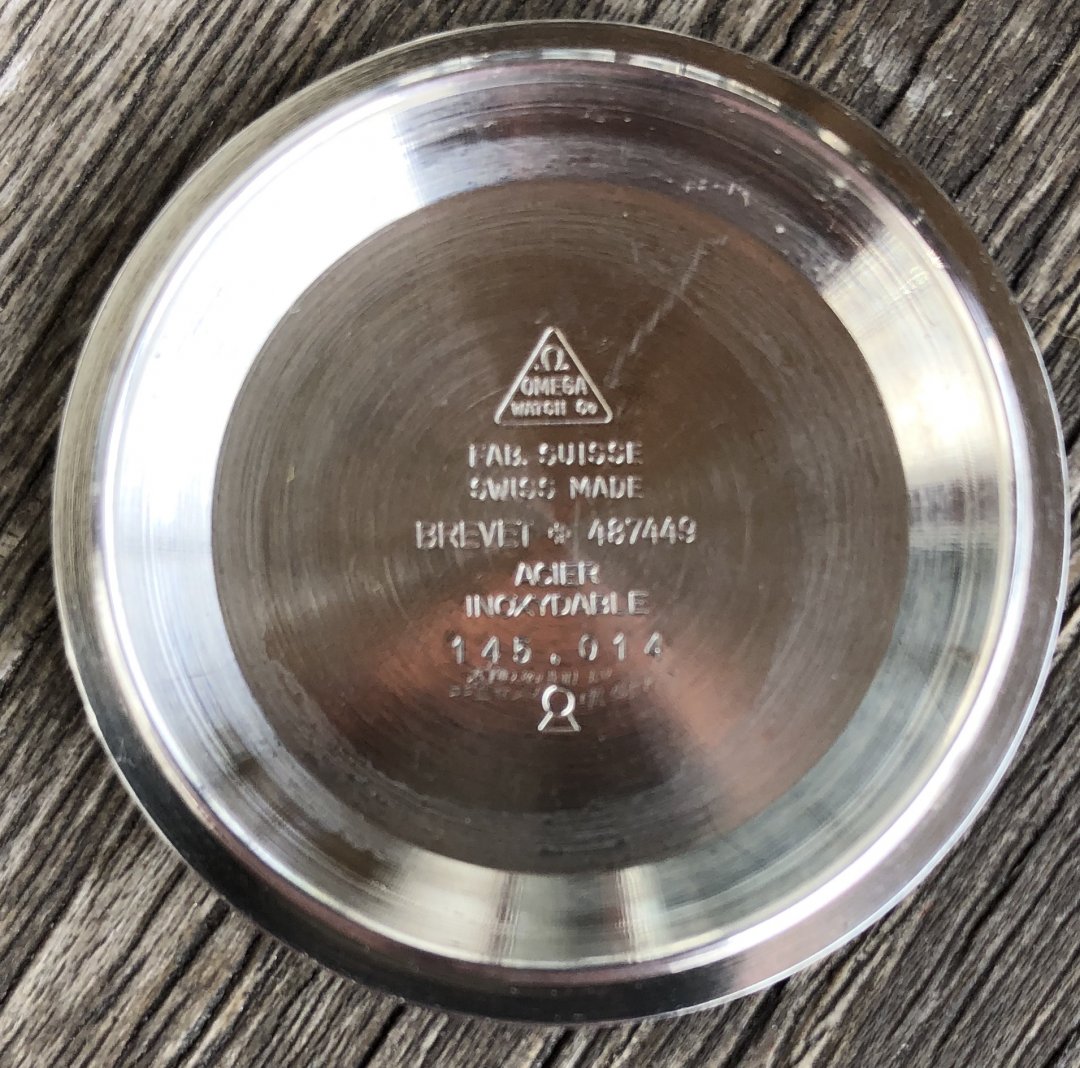 Ω
OMEGA
WATCH Co
FAB. SUISSE
SWISS MADE
BREVET ✙ 487449
ACIER
INOXYDABLE
145.014